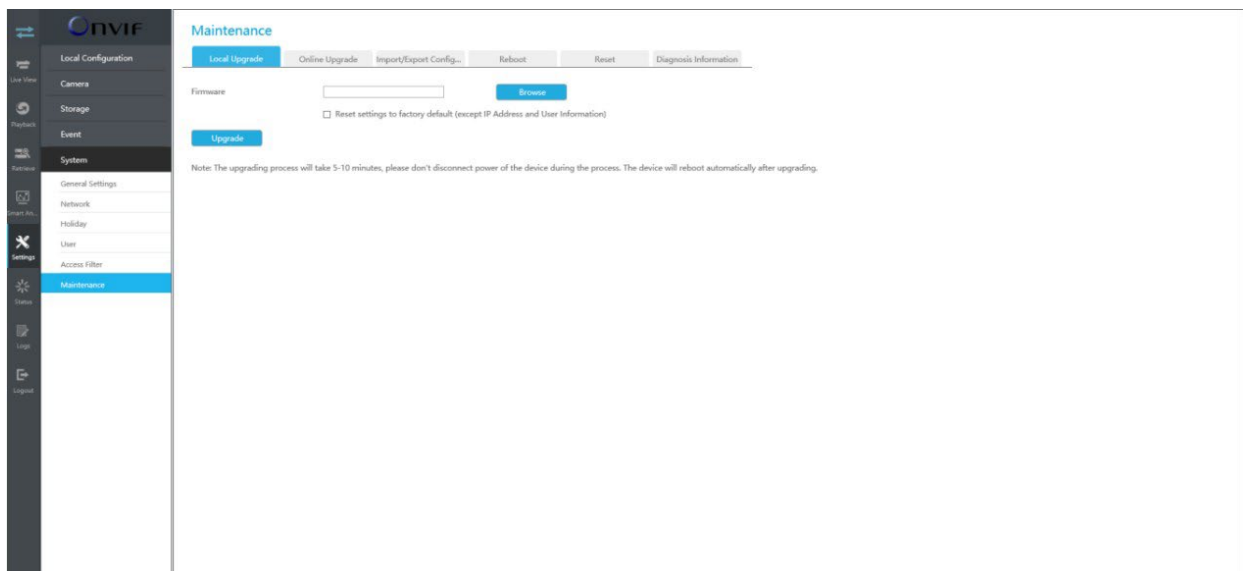 ONVIF
Live View
Playback
Retrieve
Smart An...
Settings
Status
Logs
Logout
Local Configuration
Camera
Storage
Event
System
General Settings
Network
Holiday
User
Access Filter
Maintenance
Maintenance
Local Upgrade Online Upgrade Import/Export Config... Reboot Reset Diagnosis Information
Firmware Browse
Reset settings to factory default (except IP Address and User Information)
Upgrade
Note: The upgrading process will take 5-10 minutes, please don't disconnect power of the device during the process. The device will reboot automatically after upgrading.